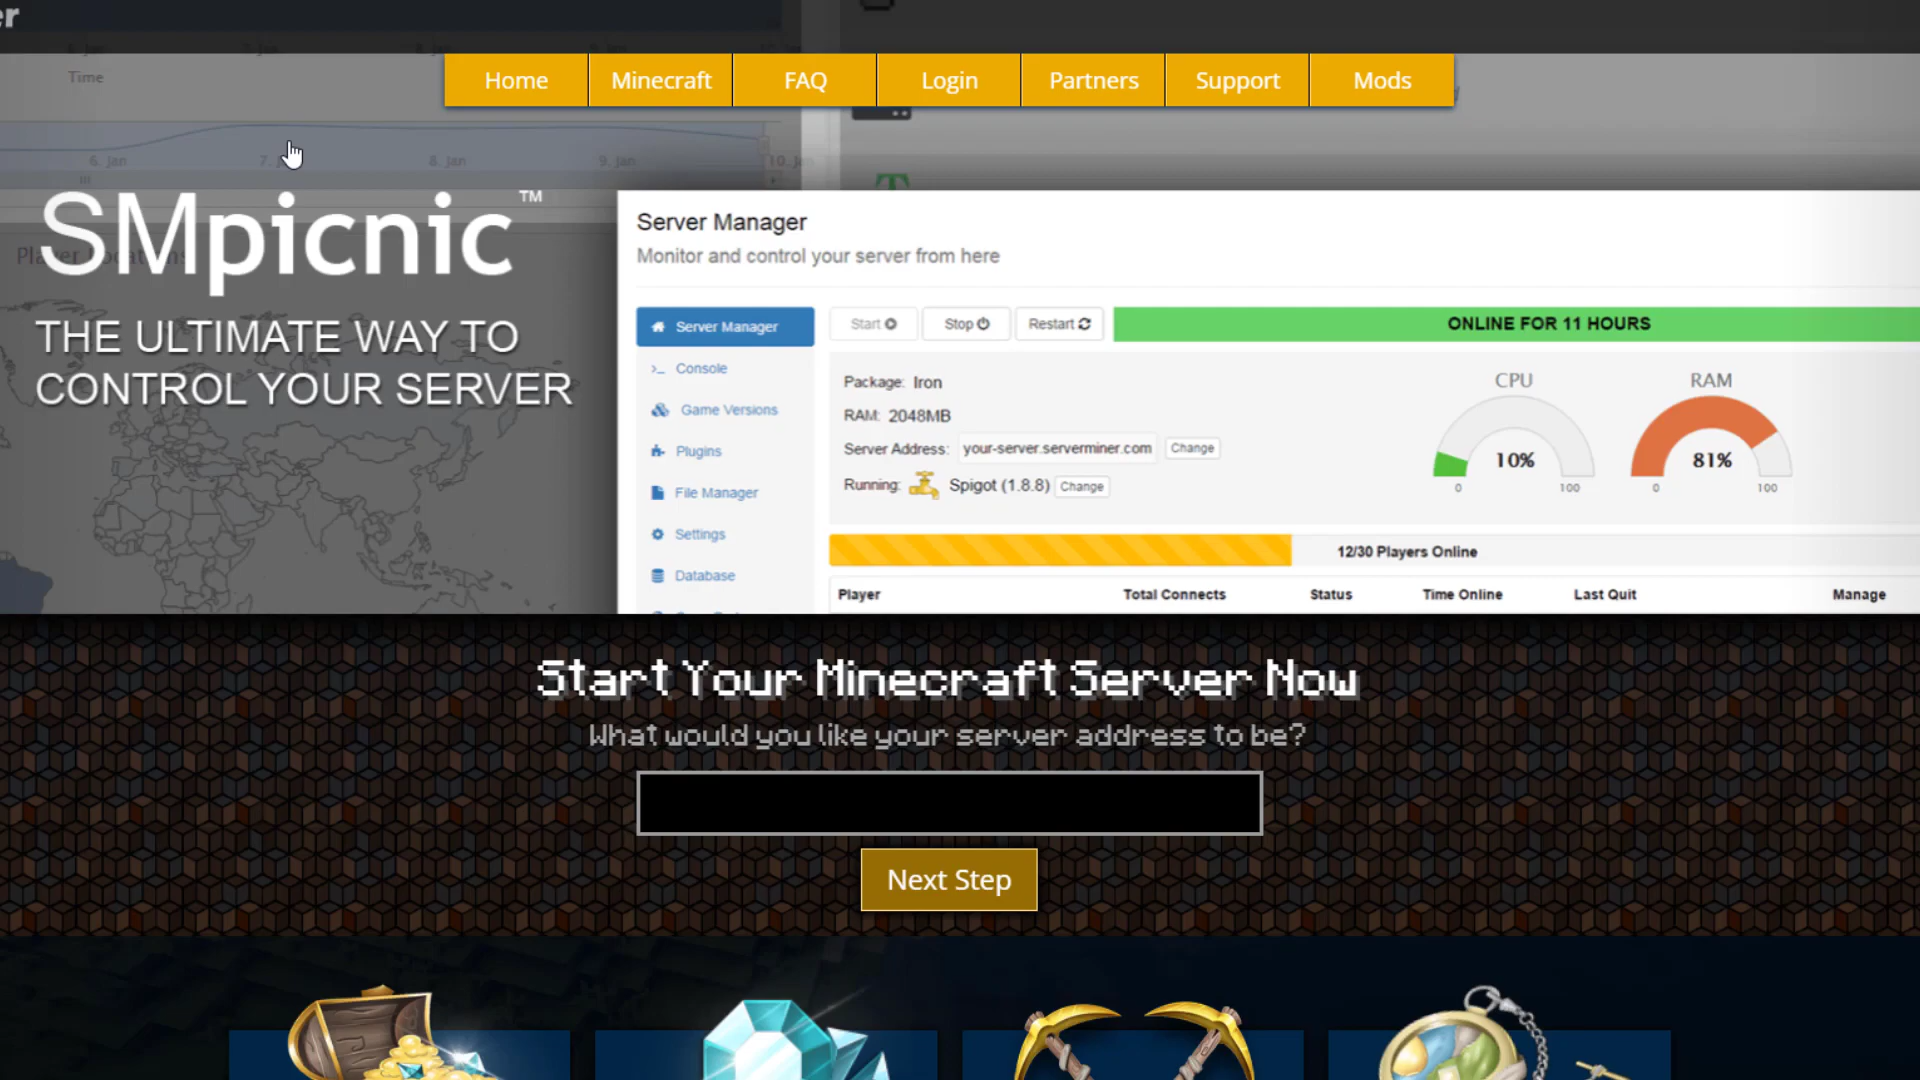 er
Home Minecraft FAQ Login Partners Support Mods
Time
6. Jan 7. J 8. Jan 9. Jan 10. Jan
SMpicnic™
THE ULTIMATE WAY TO
CONTROL YOUR SERVER
Server Manager
Monitor and control your server from here
Server Manager
Console
Game Versions
Plugins
File Manager
Settings
Database
Start Stop Restart
ONLINE FOR 11 HOURS
Package: Iron
RAM: 2048MB
Server Address: your-server.serverminer.com Change
Running: Spigot (1.8.8) Change
CPU
10%
0 100
RAM
81%
0 100
12/30 Players Online
Player Total Connects Status Time Online Last Quit Manage
Start Your Minecraft Server Now
What would you like your server address to be?
Next Step